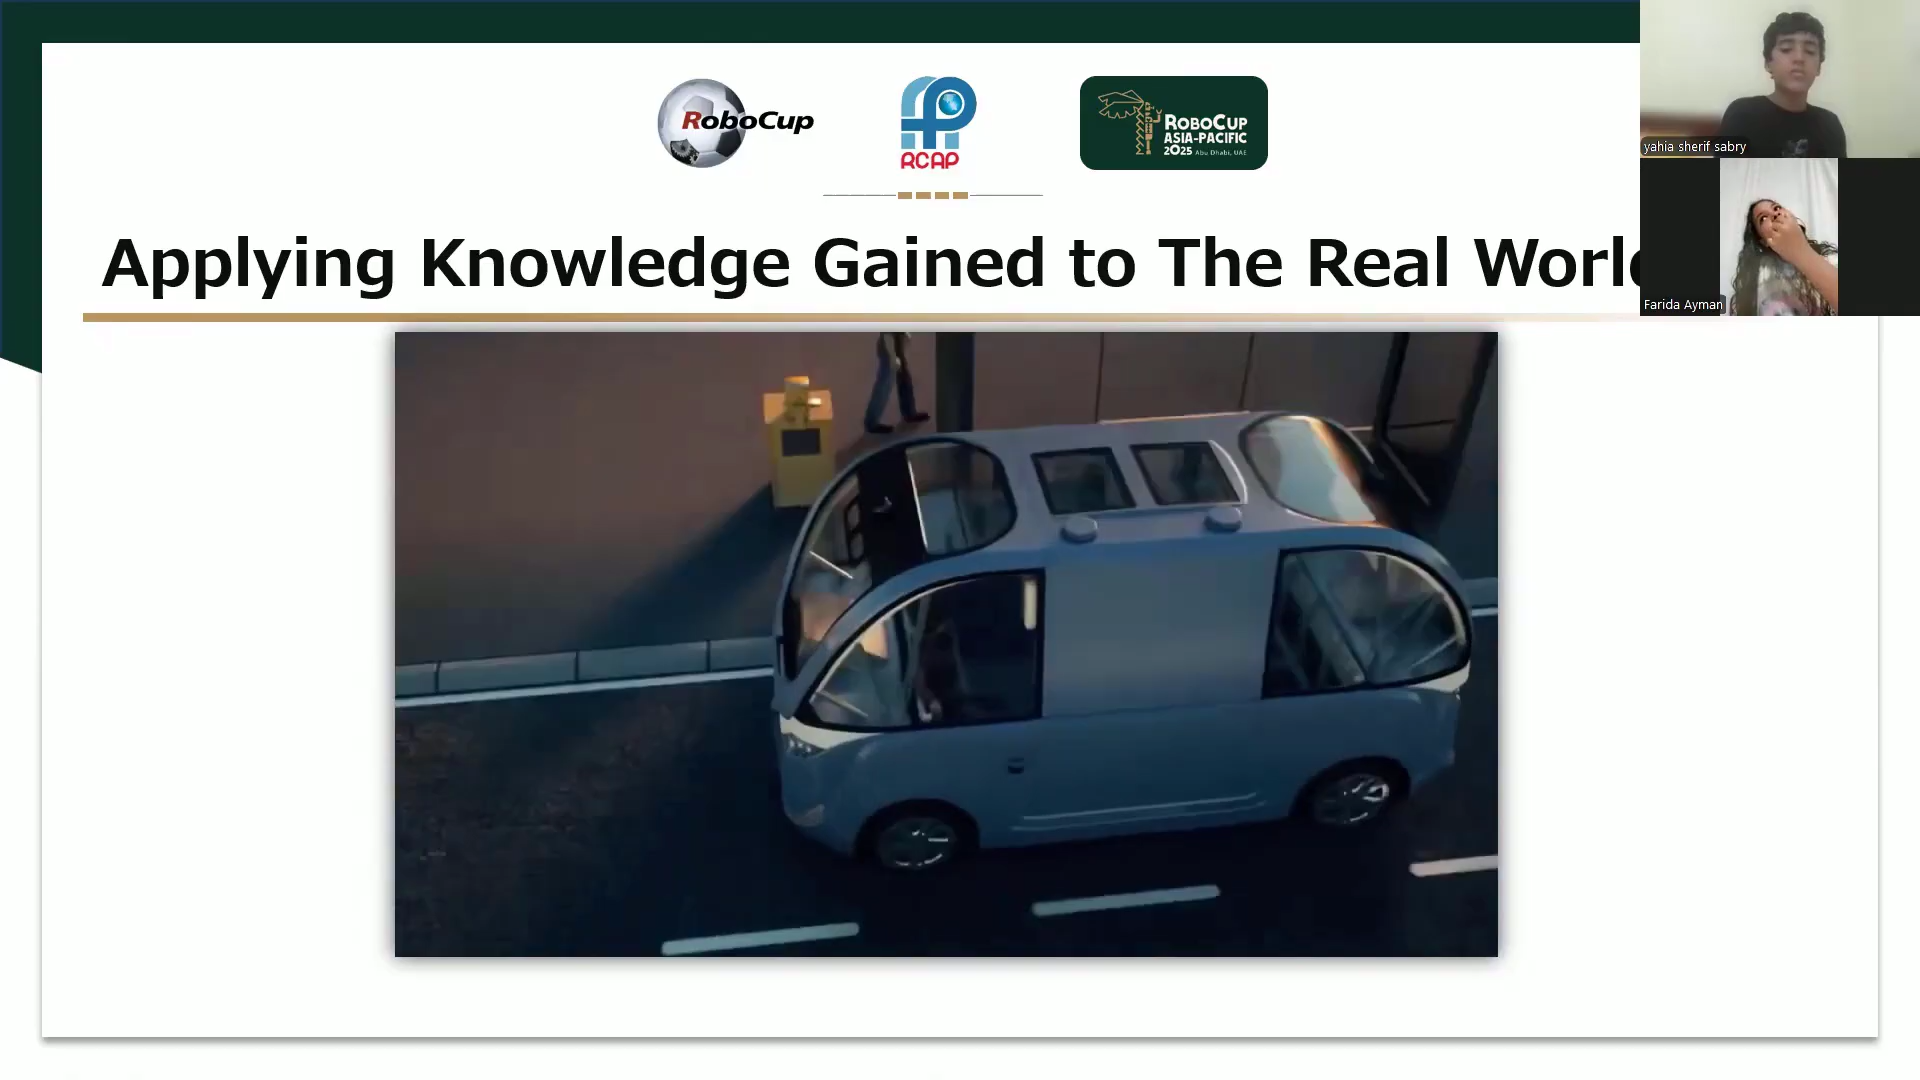 RoboCup
RCAP
ROBOCUP
ASIA-PACIFIC
2025 Abu Dhabi, UAE
Applying Knowledge Gained to The Real Worl
yahia sherif sabry
Farida Ayman